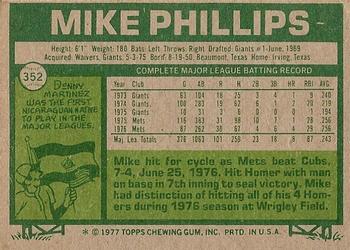 MIKE PHILLIPS
Height: 6'1" Weight: 180 Bats: Left Throws: Right Drafted: Giants #1-June, 1969
Acquired: Waivers, Giants, 5-3-75 Born: 8-19-50, Beaumont, Texas Home: Irving, Texas
352
DENNY MARTINEZ
WAS THE FIRST
NICARAGUAN NATIVE
TO PLAY IN THE
MAJOR LEAGUES.
COMPLETE MAJOR LEAGUE BATTING RECORD
YEAR CLUB G AB R H 2B 3B HR RBI AVG
1973 Giants 63 104 18 25 3 4 1 9 .240
1974 Giants 100 283 19 62 6 1 2 20 .219
1975 Giants 10 31 3 6 0 0 0 1 .194
1975 Mets 116 383 31 98 10 7 1 28 .256
1976 Mets 87 262 30 67 4 6 4 29 .256
Maj. Lea. Totals 376 1063 101 258 23 18 8 87 .243
Mike hit for cycle as Mets beat Cubs,
7-4, June 25, 1976. Hit Homer with man
on base in 7th inning to seal victory. Mike
had distinction of hitting all of his 4 Hom-
ers during 1976 season at Wrigley Field.
★ © 1977 TOPPS CHEWING GUM, INC. PRTD. IN U.S.A.